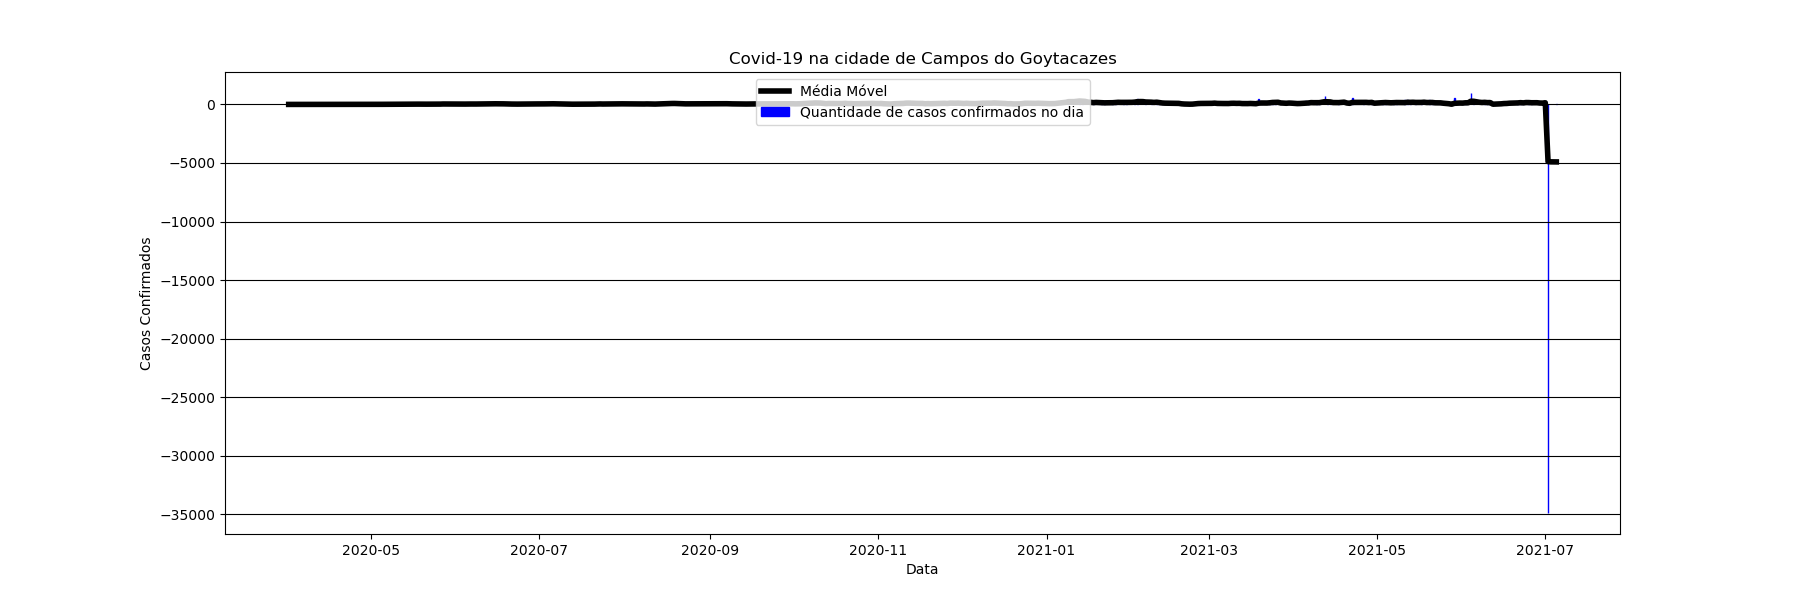 Covid-19 na cidade de Campos do Goytacazes
Média Móvel
Quantidade de casos confirmados no dia
Casos Confirmados
0
−5000
−10000
−15000
−20000
−25000
−30000
−35000
2020-05 2020-07 2020-09 2020-11 2021-01 2021-03 2021-05 2021-07
Data